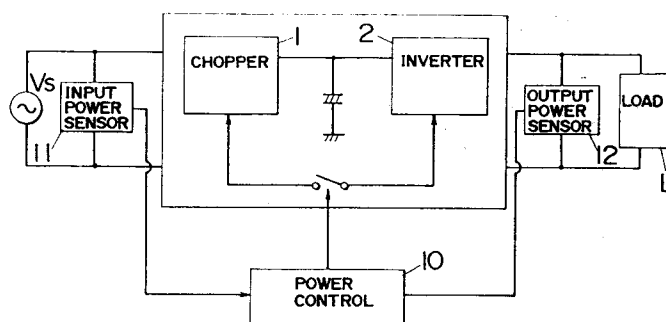 1
2
CHOPPER
INVERTER
Vs
INPUT
POWER
SENSOR
11
OUTPUT
POWER
SENSOR
12
LOAD
L
10
POWER
CONTROL